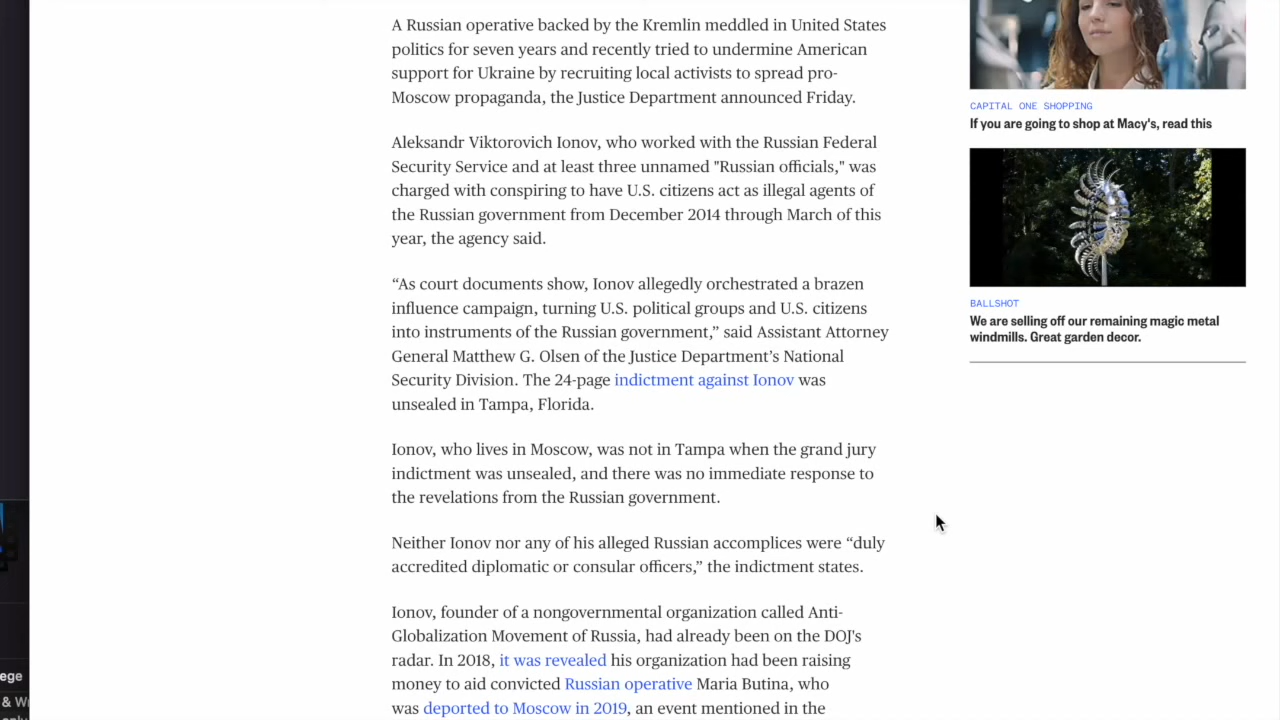 A Russian operative backed by the Kremlin meddled in United States
politics for seven years and recently tried to undermine American
support for Ukraine by recruiting local activists to spread pro-
Moscow propaganda, the Justice Department announced Friday.
Aleksandr Viktorovich Ionov, who worked with the Russian Federal
Security Service and at least three unnamed "Russian officials," was
charged with conspiring to have U.S. citizens act as illegal agents of
the Russian government from December 2014 through March of this
year, the agency said.
“As court documents show, Ionov allegedly orchestrated a brazen
influence campaign, turning U.S. political groups and U.S. citizens
into instruments of the Russian government,” said Assistant Attorney
General Matthew G. Olsen of the Justice Department’s National
Security Division. The 24-page indictment against Ionov was
unsealed in Tampa, Florida.
Ionov, who lives in Moscow, was not in Tampa when the grand jury
indictment was unsealed, and there was no immediate response to
the revelations from the Russian government.
Neither Ionov nor any of his alleged Russian accomplices were “duly
accredited diplomatic or consular officers,” the indictment states.
Ionov, founder of a nongovernmental organization called Anti-
Globalization Movement of Russia, had already been on the DOJ's
radar. In 2018, it was revealed his organization had been raising
money to aid convicted Russian operative Maria Butina, who
was deported to Moscow in 2019, an event mentioned in the
CAPITAL ONE SHOPPING
If you are going to shop at Macy's, read this
BALLSHOT
We are selling off our remaining magic metal
windmills. Great garden decor.
ege
& W